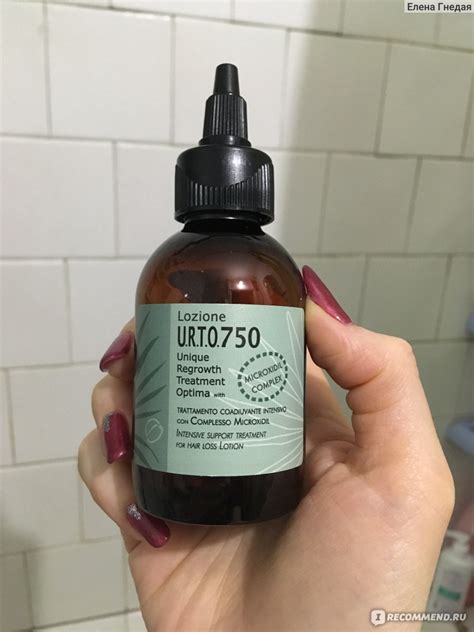 Елена Гнедая
Lozione
U.R.T.O.750
Unique
Regrowth
Treatment
Optima with
MICROXIDIL
COMPLEX
TRATTAMENTO COADIUVANTE INTENSIVO
CON COMPLESSO MICROXIDIL
INTENSIVE SUPPORT TREATMENT
FOR HAIR LOSS LOTION
IRECOMMEND.RU